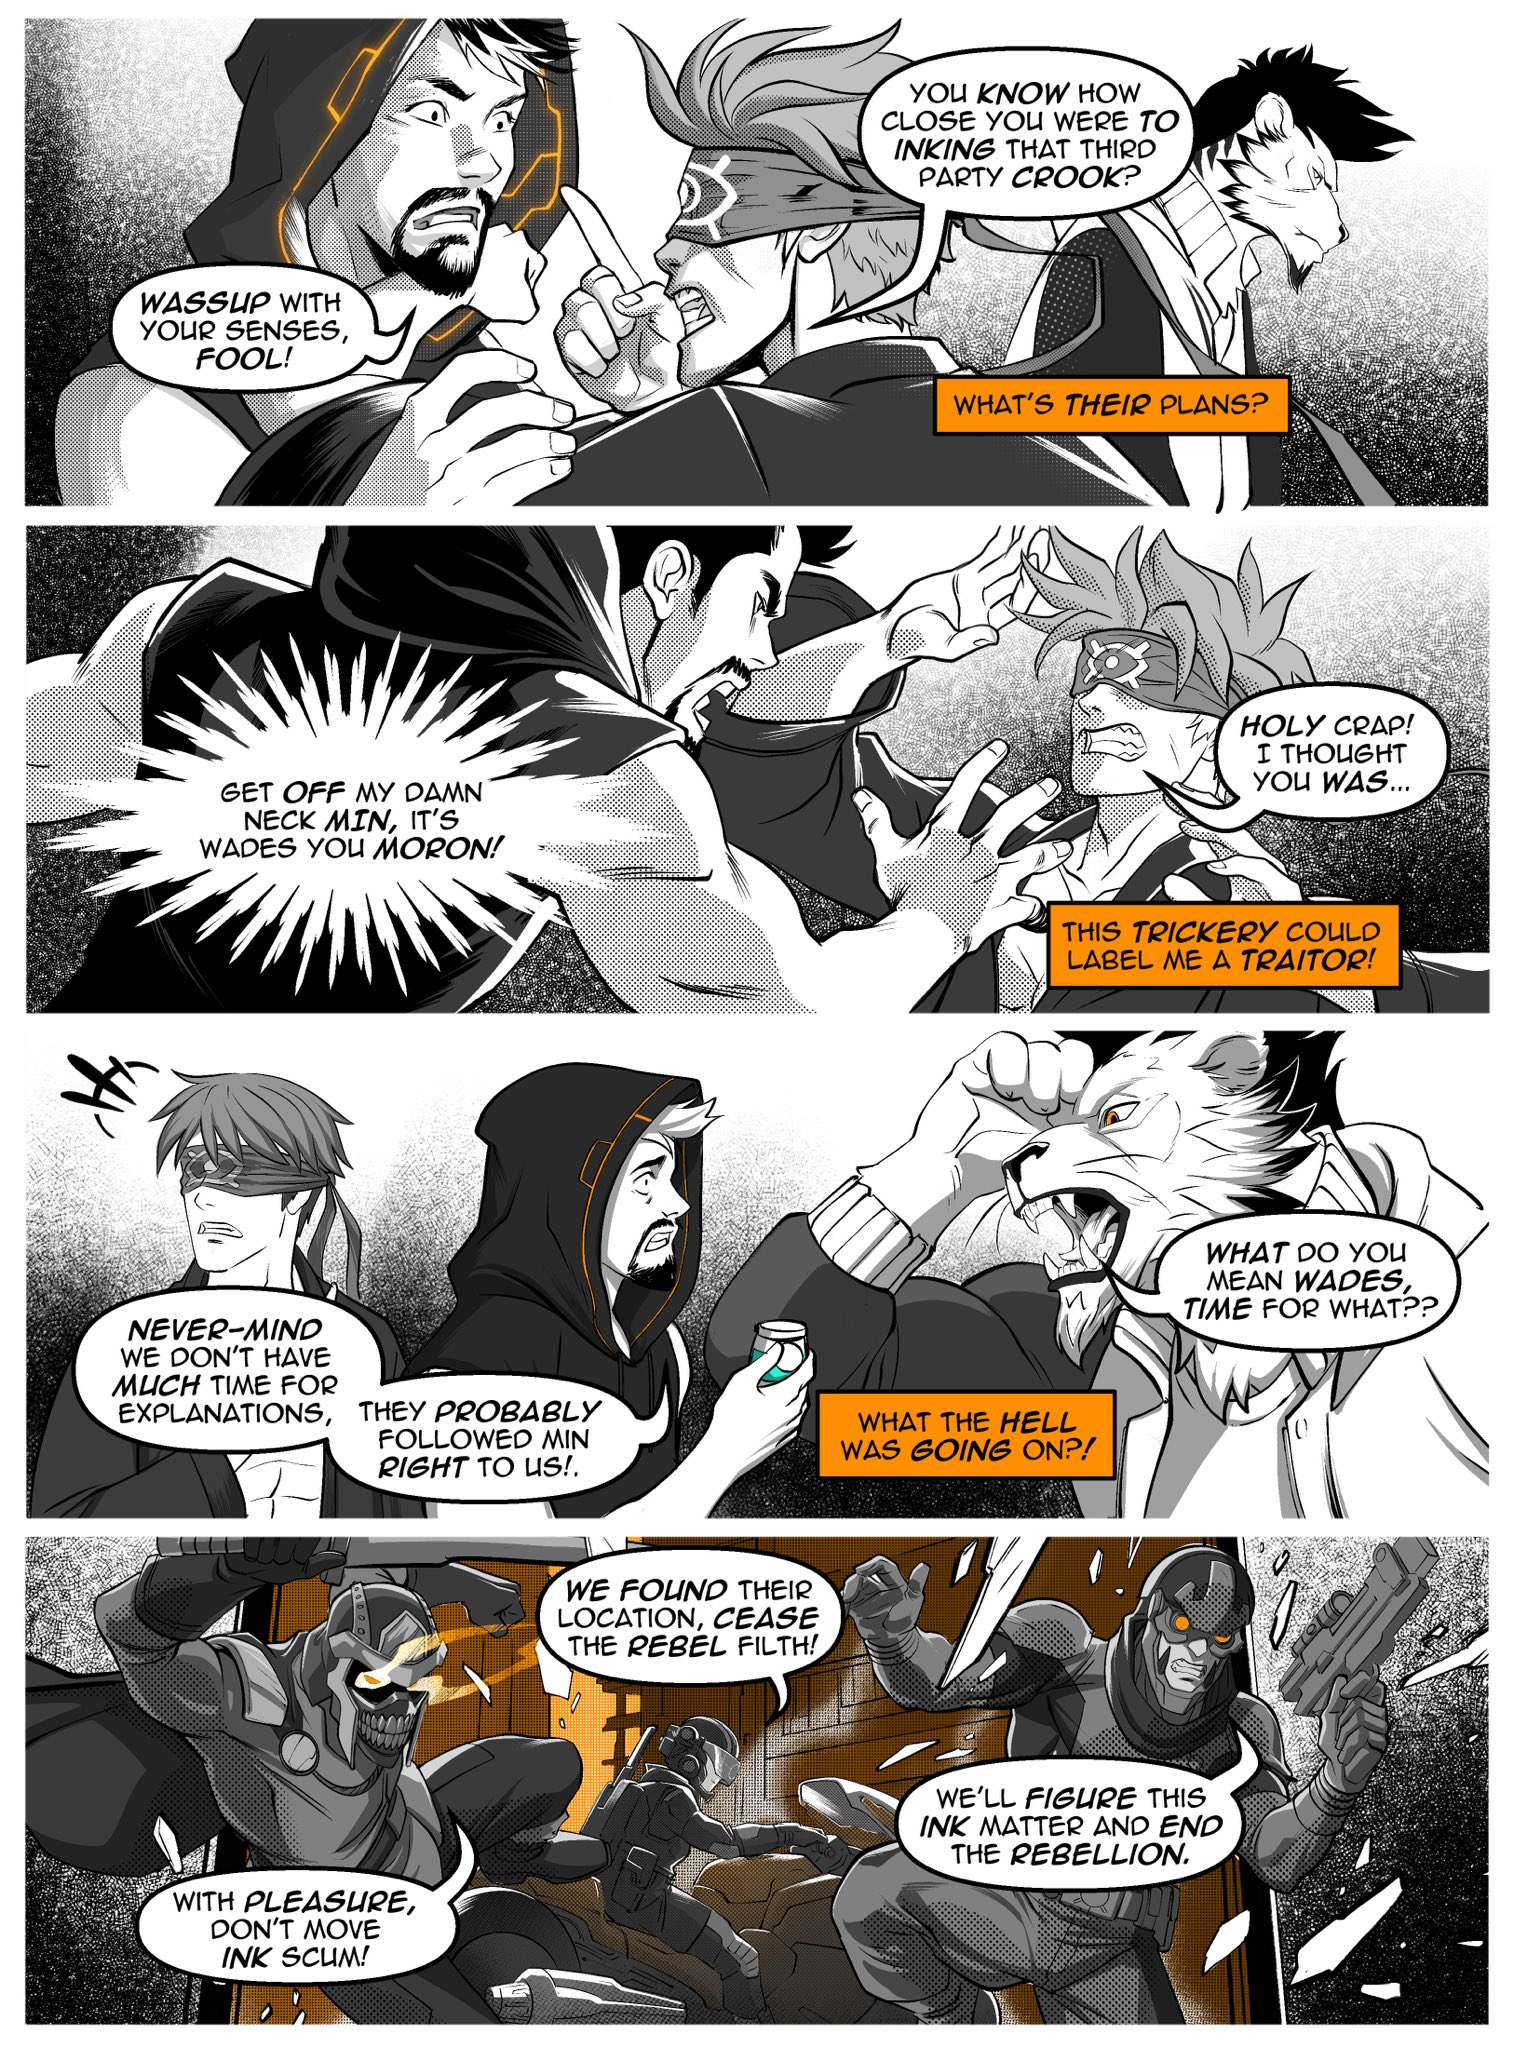 YOU KNOW HOW
CLOSE YOU WERE TO
INKING THAT THIRD
PARTY CROOK?
WASSUP WITH
YOUR SENSES,
FOOL!
WHAT'S THEIR PLANS?
GET OFF MY DAMN
NECK MIN, IT'S
WADES YOU MORON!
HOLY CRAP!
I THOUGHT
YOU WAS...
THIS TRICKERY COULD
LABEL ME A TRAITOR!
WHAT DO YOU
MEAN WADES,
TIME FOR WHAT??
NEVER-MIND
WE DON'T HAVE
MUCH TIME FOR
EXPLANATIONS,
THEY PROBABLY
FOLLOWED MIN
RIGHT TO US!.
WHAT THE HELL
WAS GOING ON?!
WE FOUND THEIR
LOCATION, CEASE
THE REBEL FILTH!
WE'LL FIGURE THIS
INK MATTER AND END
THE REBELLION.
WITH PLEASURE,
DON'T MOVE
INK SCUM!